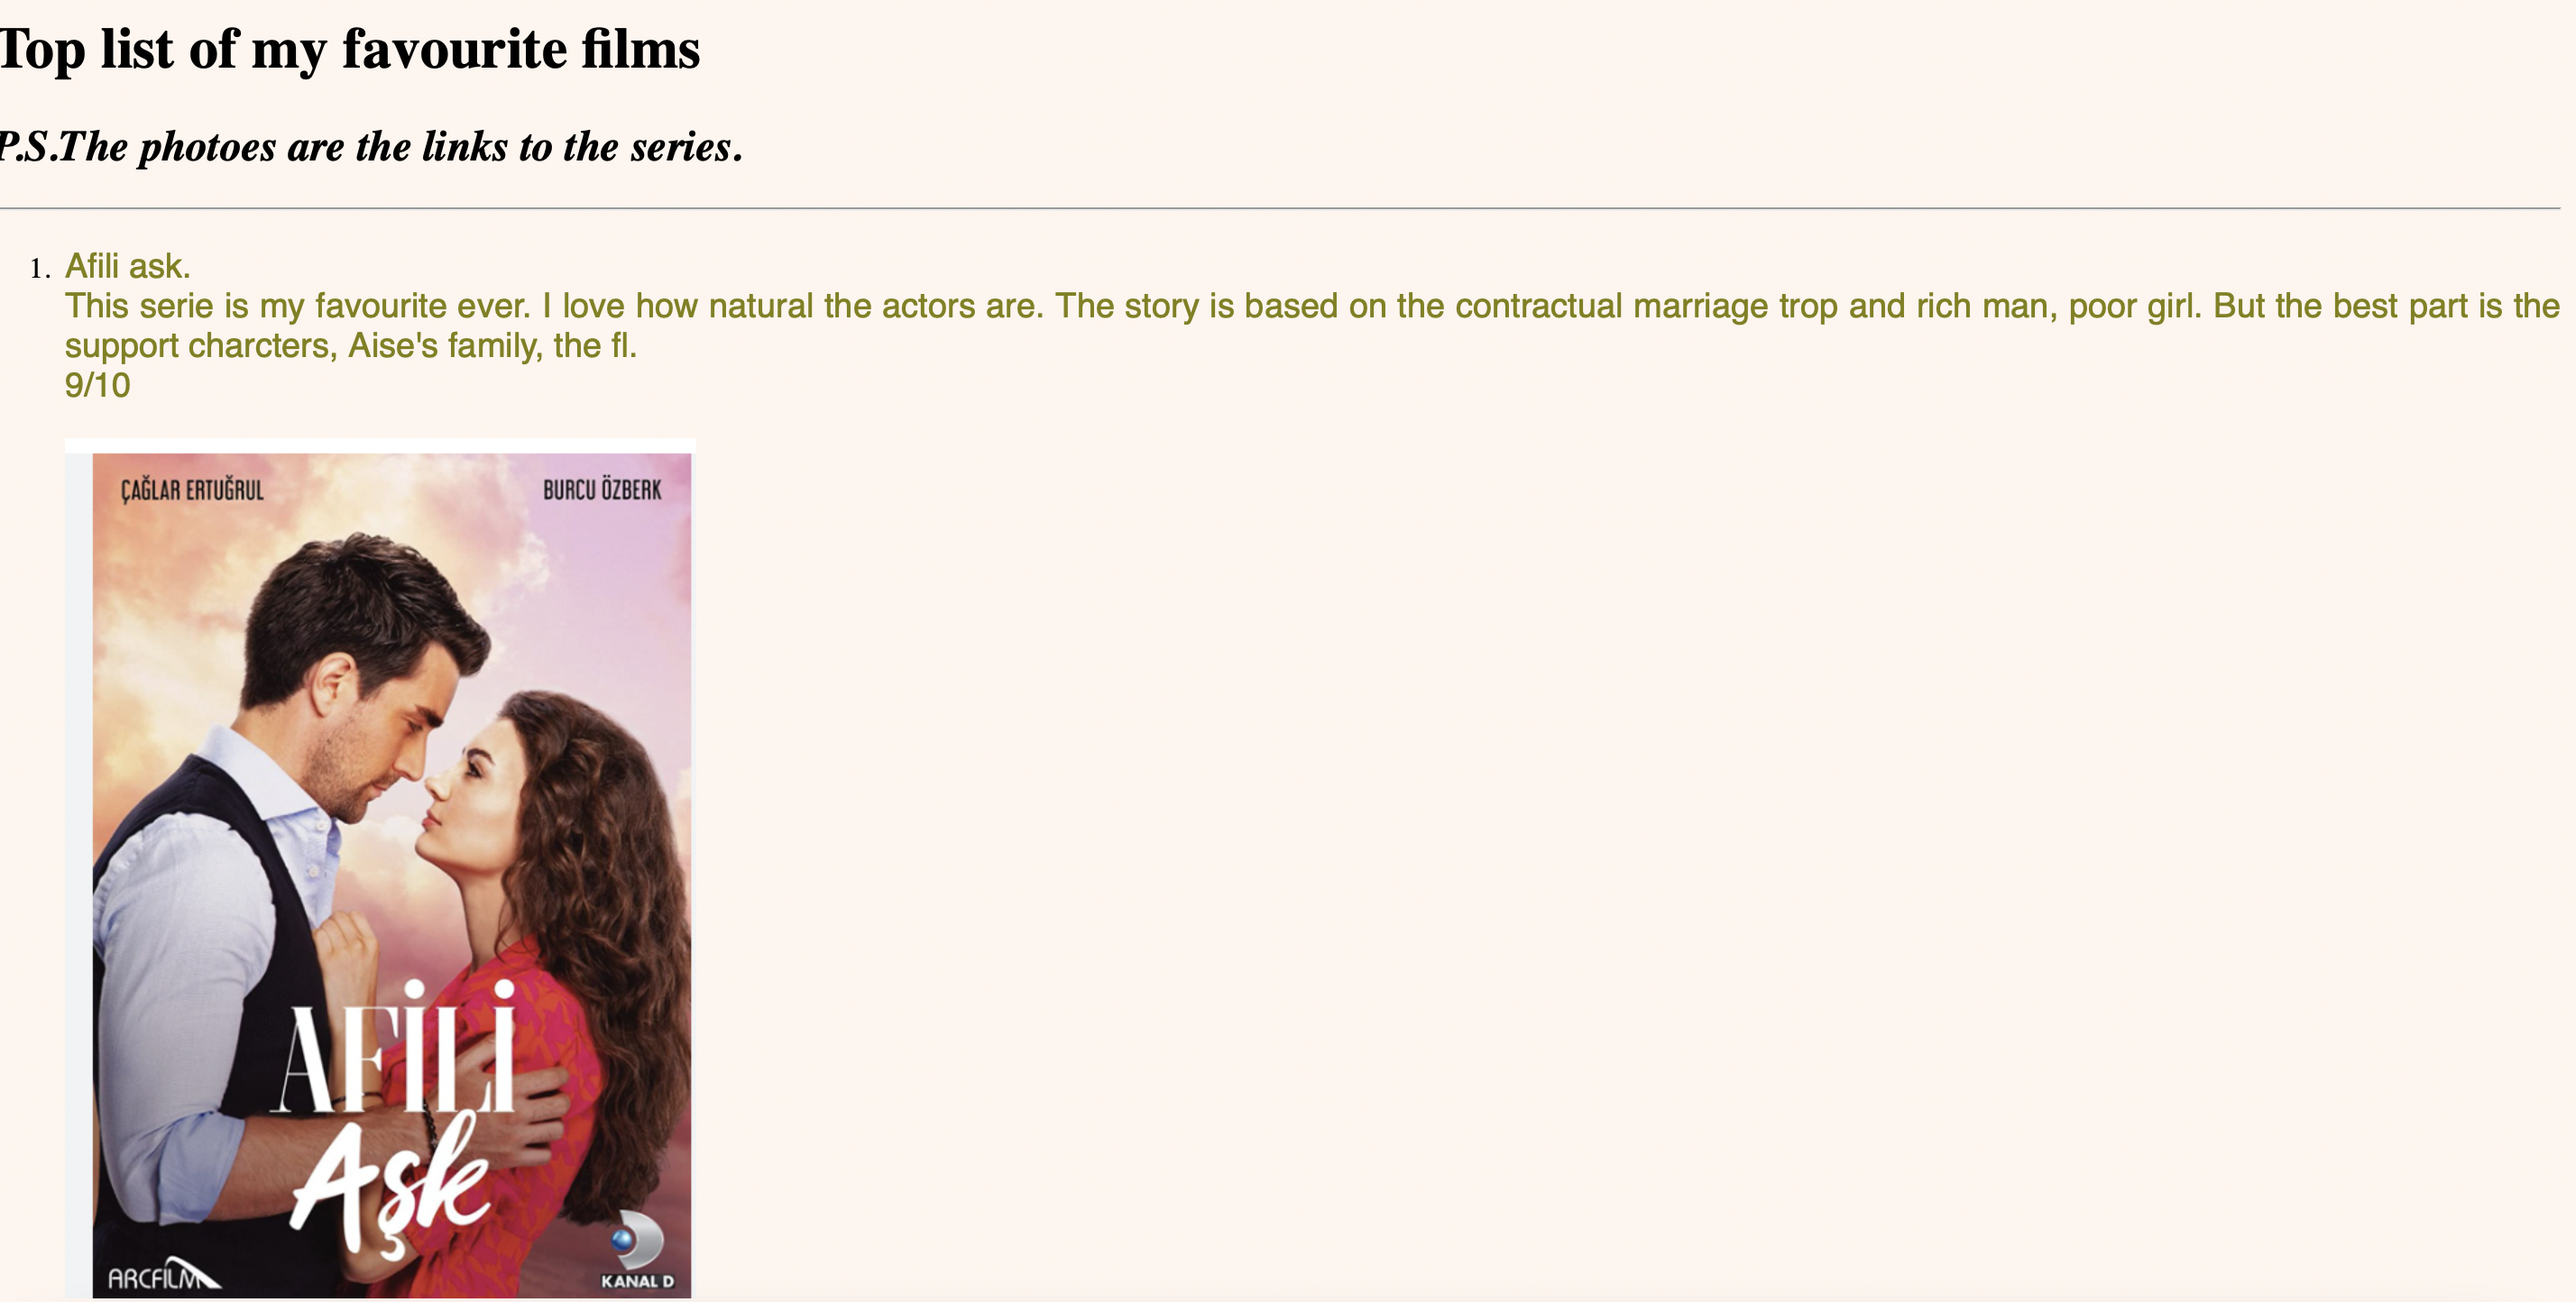 Top list of my favourite films
P.S.The photoes are the links to the series.
1. Afili ask.
This serie is my favourite ever. I love how natural the actors are. The story is based on the contractual marriage trop and rich man, poor girl. But the best part is the
support charcters, Aise's family, the fl.
9/10
ÇAĞLAR ERTUĞRUL
BURCU ÖZBERK
AFİLİ
Aşk
ARCFILM
KANAL D